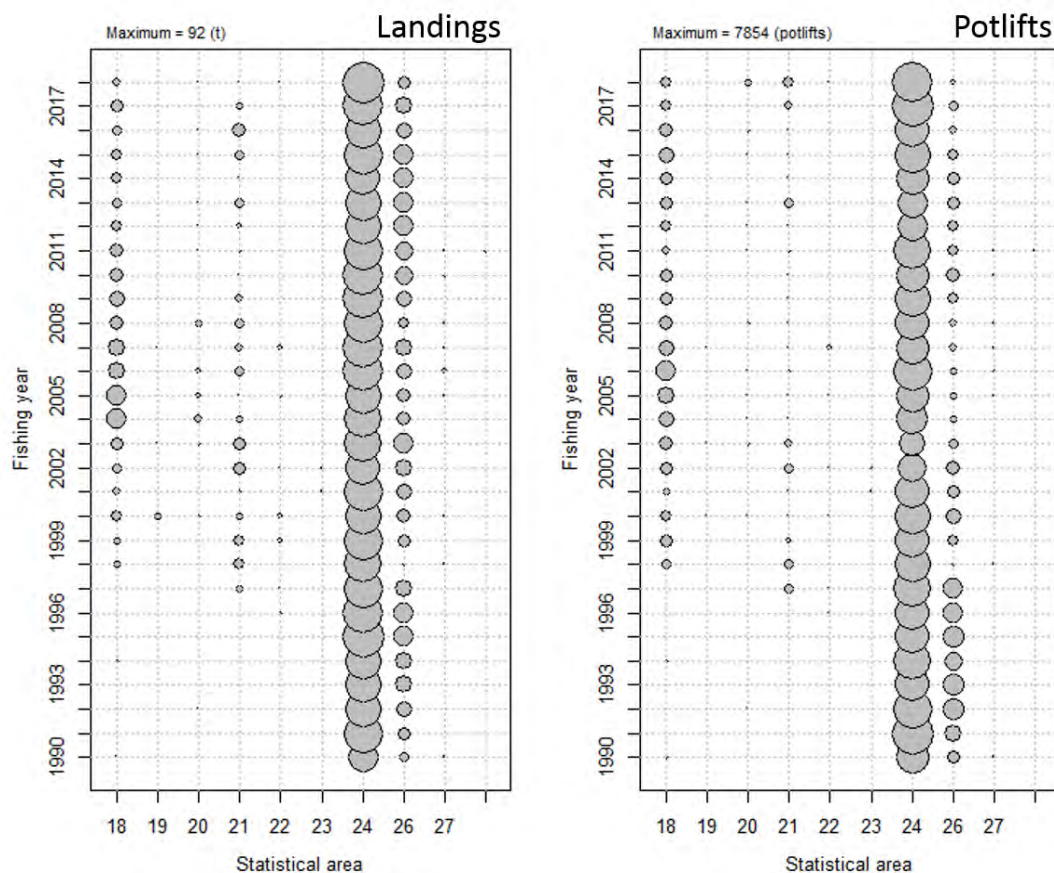 Maximum = 92 (t)
Landings
2017
2014
2011
2008
2005
2002
1999
1996
1993
1990
Fishing year
18 19 20 21 22 23 24 26 27
Statistical area
Maximum = 7854 (potlifts)
Potlifts
2017
2014
2011
2008
2005
2002
1999
1996
1993
1990
Fishing year
18 19 20 21 22 23 24 26 27
Statistical area